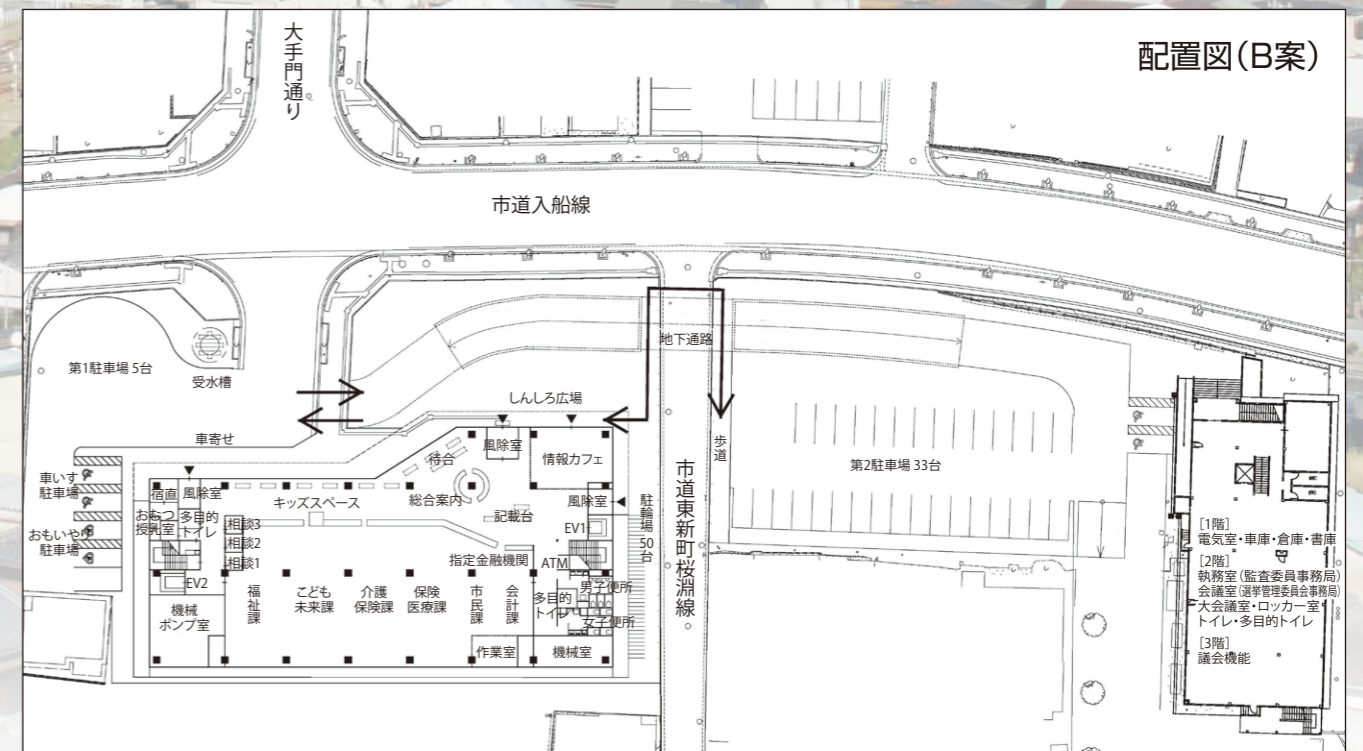 配置図(B案)
大手門通り
市道入船線
地下通路
第1駐車場 5台
受水槽
しんしろ広場
車寄せ
歩道
第2駐車場 33台
市道東新町桜淵線
駐輪場 50台
車いす
駐車場
おもいやり
駐車場
宿直
風除室
おむつ
授乳室
多目的
トイレ
EV2
機械
ポンプ室
キッズスペース
相談3
相談2
相談1
待合
風除室
情報カフェ
総合案内
記載台
風除室
EV1
指定金融機関
ATM
男子便所
多目的
トイレ
女子便所
福祉課
こども
未来課
介護
保険課
保険
医療課
市民課
会計課
作業室
機械室
[1階]
電気室・車庫・倉庫・書庫
[2階]
執務室(監査委員事務局)
会議室(選挙管理委員会事務局)
大会議室・ロッカー室
トイレ・多目的トイレ
[3階]
議会機能